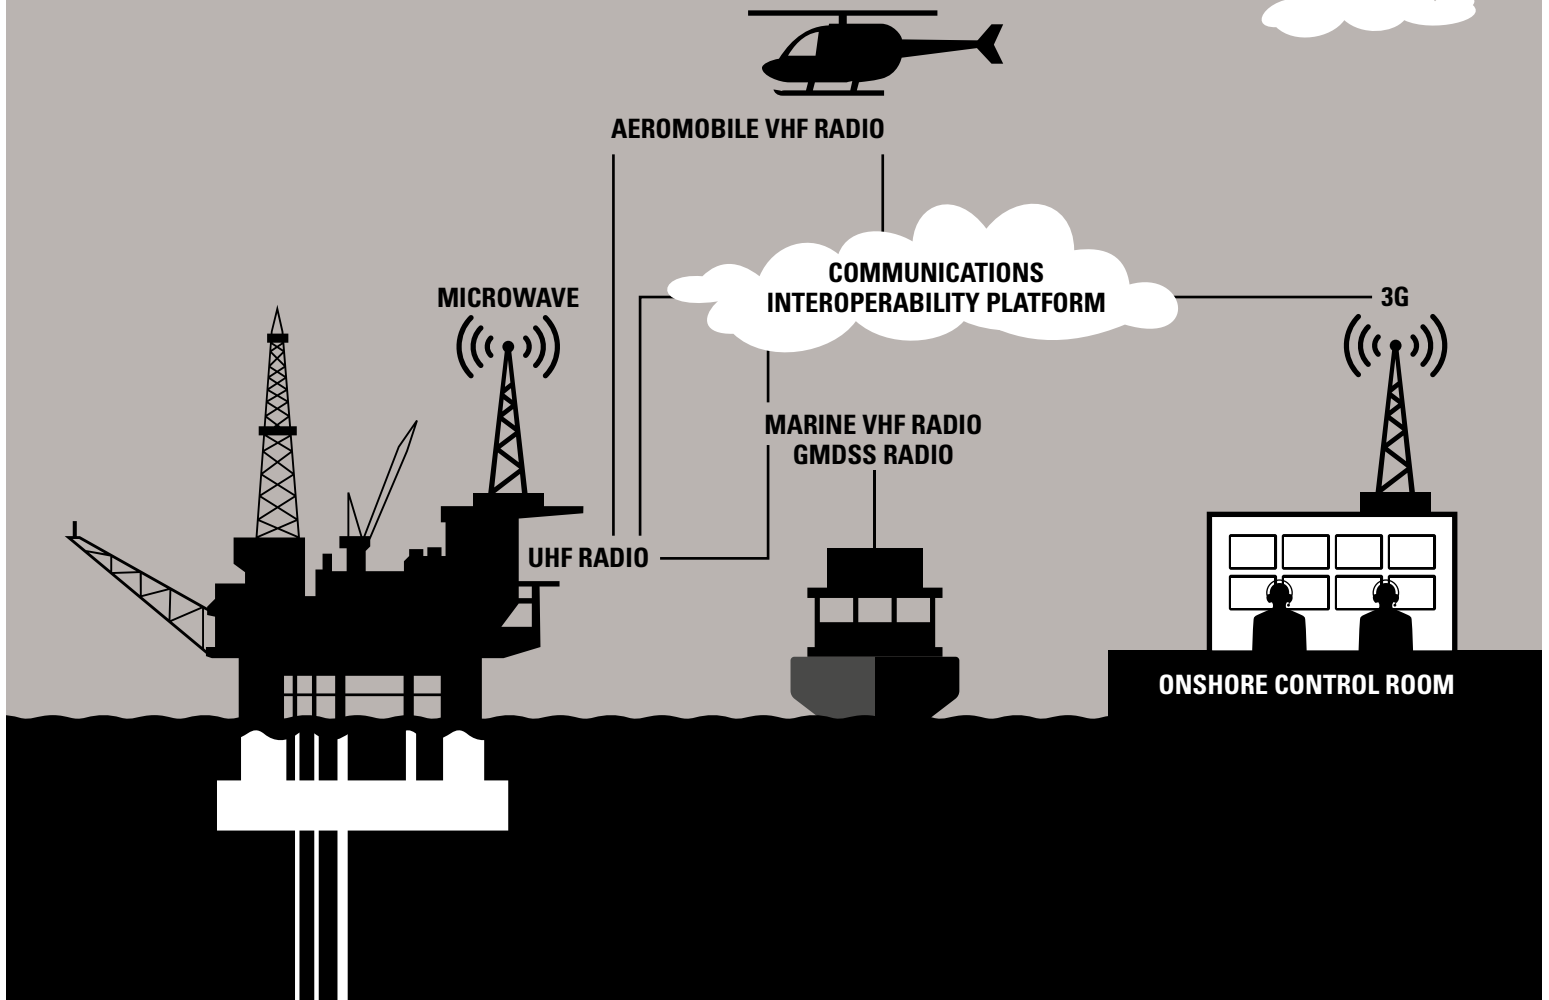 AEROMOBILE VHF RADIO
COMMUNICATIONS
INTEROPERABILITY PLATFORM
MICROWAVE
3G
MARINE VHF RADIO
GMDSS RADIO
UHF RADIO
ONSHORE CONTROL ROOM